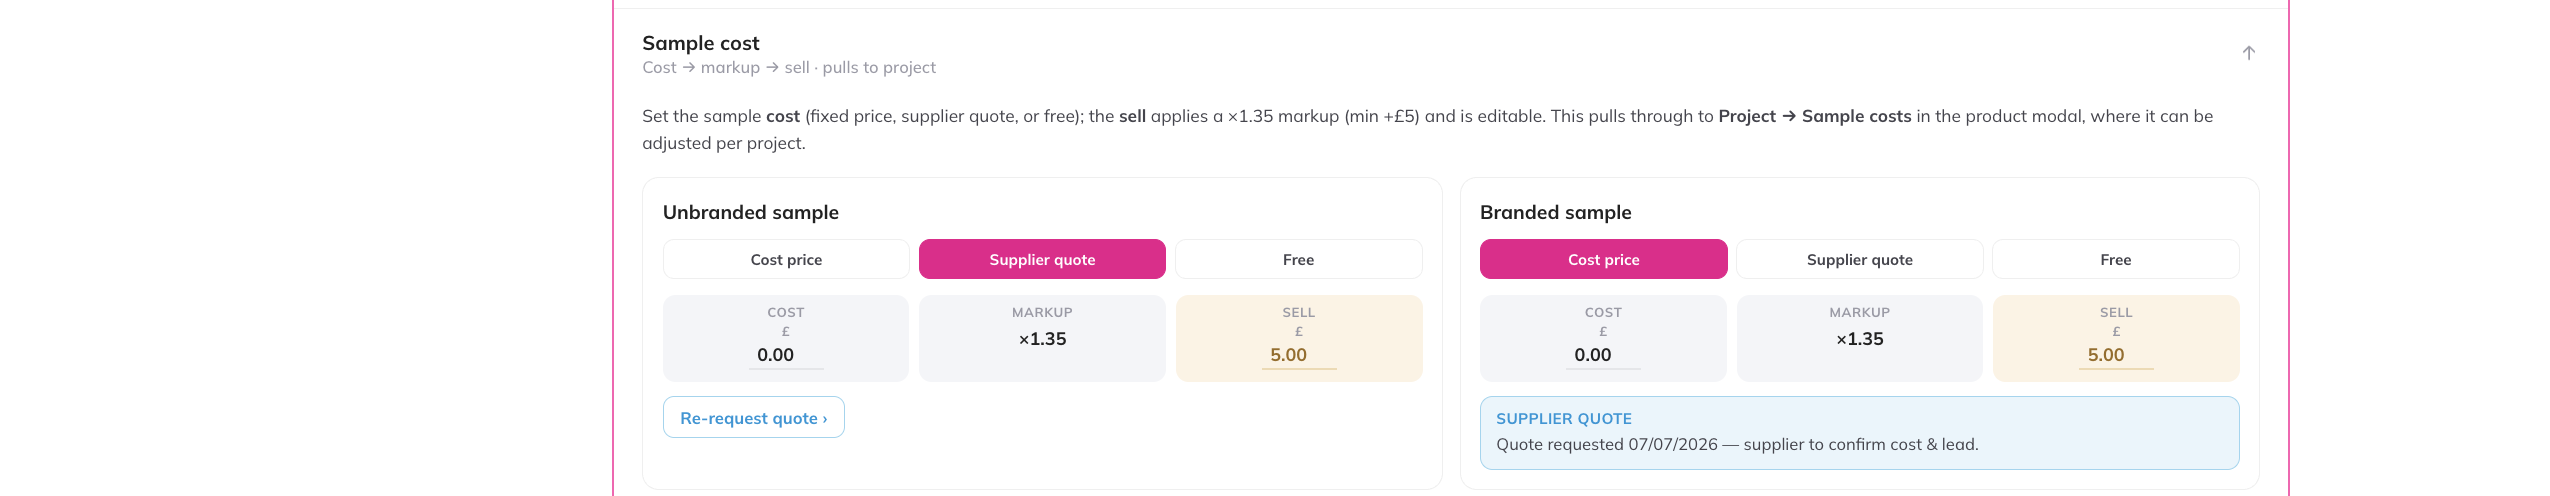 Sample cost
Cost → markup → sell · pulls to project
Set the sample cost (fixed price, supplier quote, or free); the sell applies a ×1.35 markup (min +£5) and is editable. This pulls through to Project → Sample costs in the product modal, where it can be
adjusted per project.
Unbranded sample
Cost price Supplier quote Free
COST MARKUP SELL
£ ×1.35 £
0.00 5.00
Re-request quote ›
Branded sample
Cost price Supplier quote Free
COST MARKUP SELL
£ ×1.35 £
0.00 5.00
SUPPLIER QUOTE
Quote requested 07/07/2026 — supplier to confirm cost & lead.